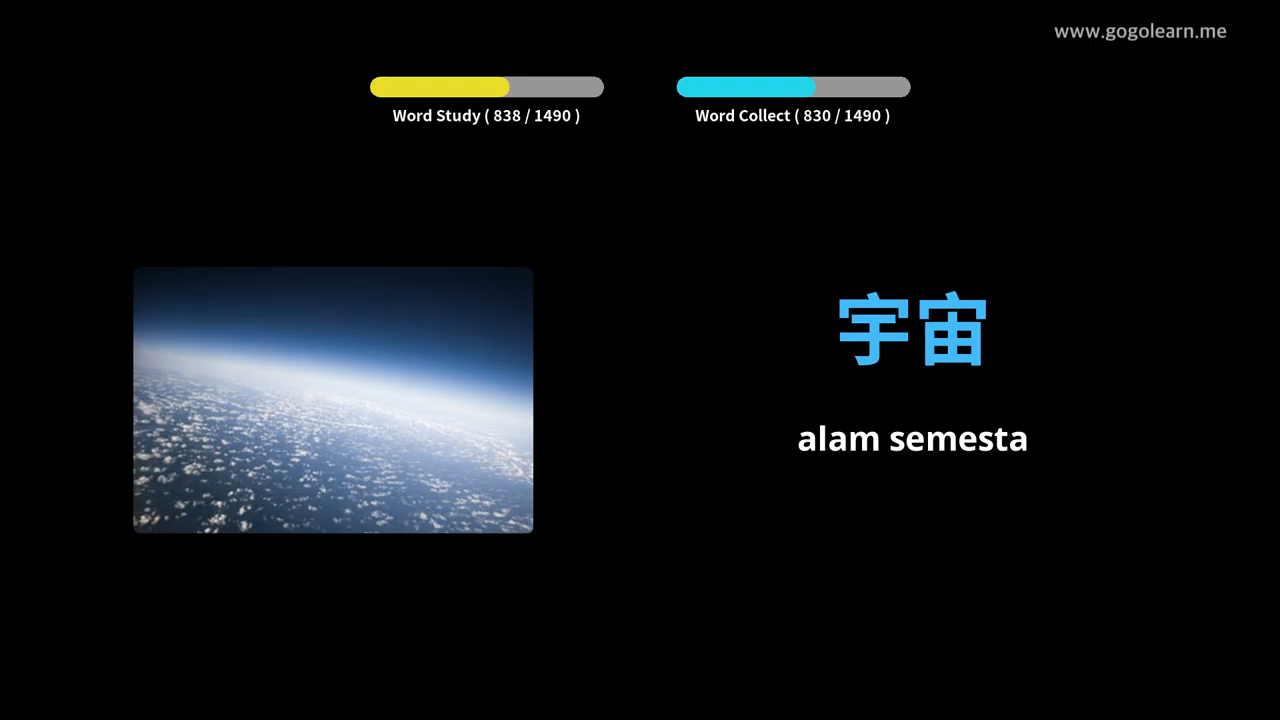 www.gogolearn.me
Word Study ( 838 / 1490 )
Word Collect ( 830 / 1490 )
宇宙
alam semesta